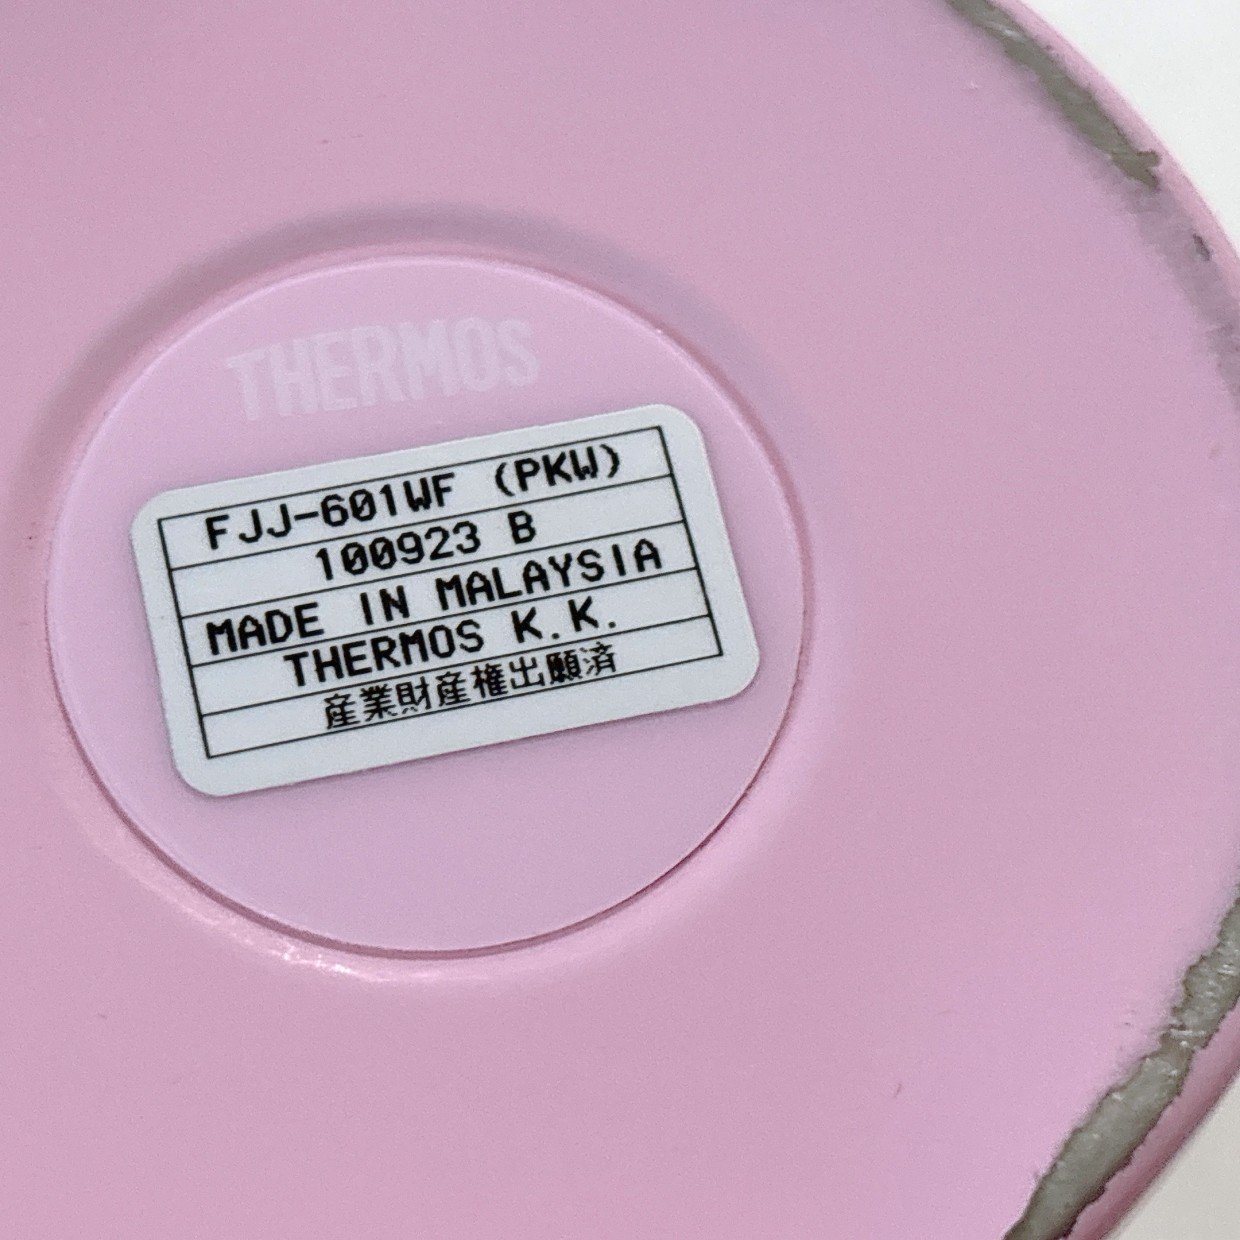 THERMOS
FJJ-601WF (PKW)
100923 B
MADE IN MALAYSIA
THERMOS K.K.
産業財産権出願済